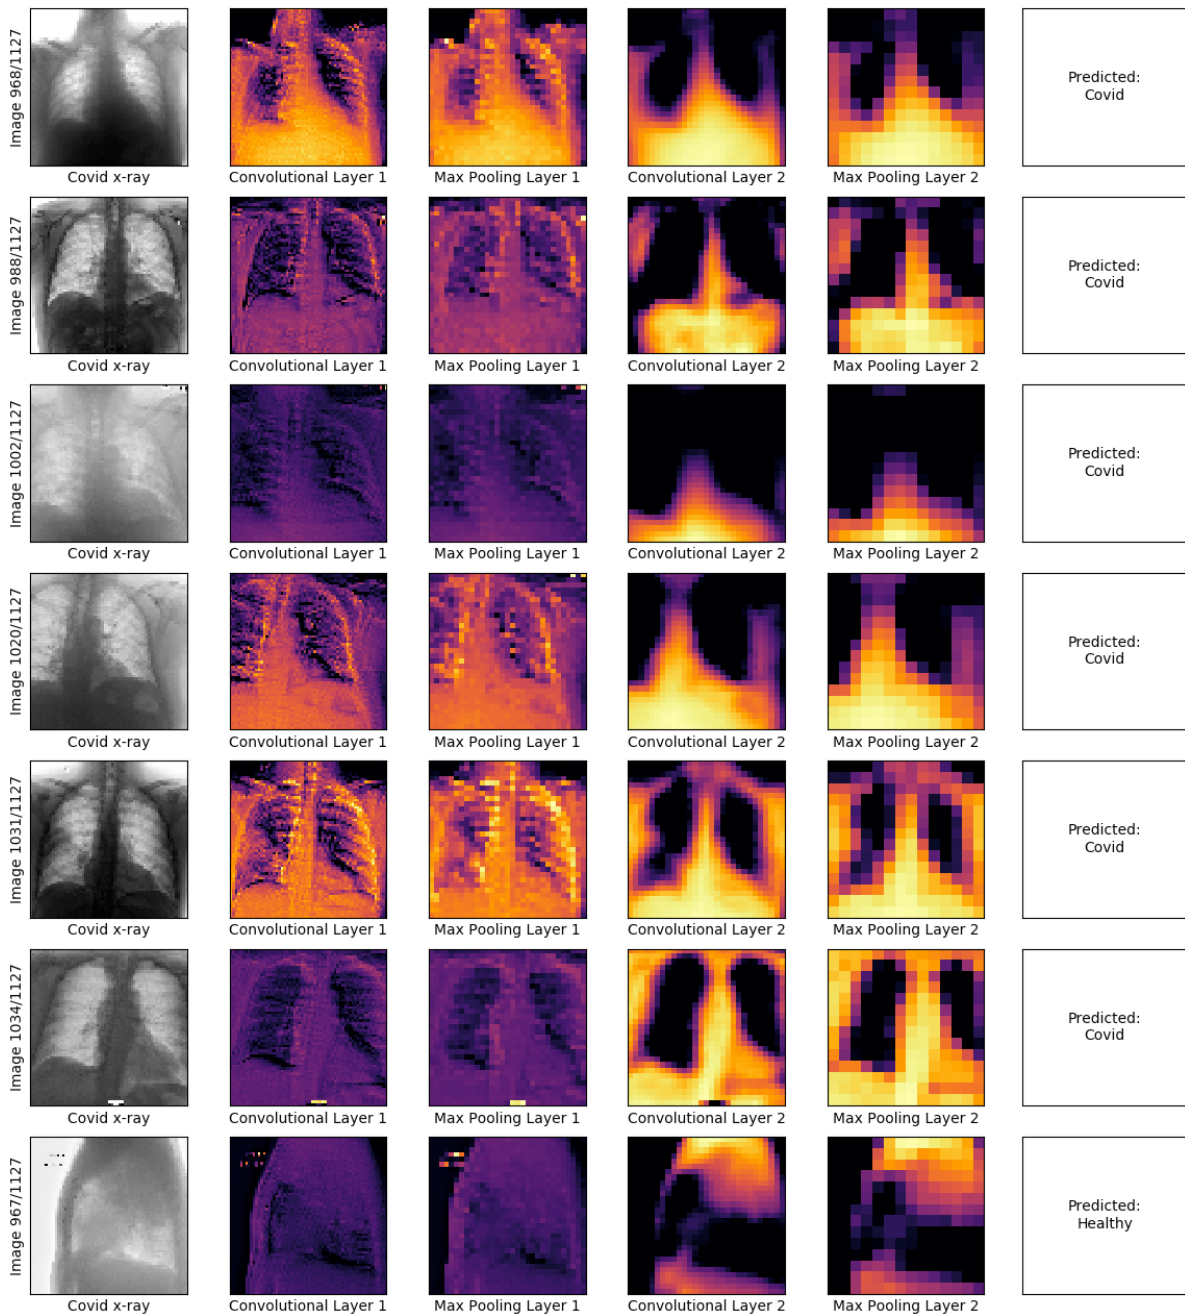 Image 968/1127
Predicted:
Covid
Covid x-ray Convolutional Layer 1 Max Pooling Layer 1 Convolutional Layer 2 Max Pooling Layer 2
Image 988/1127
Predicted:
Covid
Covid x-ray Convolutional Layer 1 Max Pooling Layer 1 Convolutional Layer 2 Max Pooling Layer 2
Image 1002/1127
Predicted:
Covid
Covid x-ray Convolutional Layer 1 Max Pooling Layer 1 Convolutional Layer 2 Max Pooling Layer 2
Image 1020/1127
Predicted:
Covid
Covid x-ray Convolutional Layer 1 Max Pooling Layer 1 Convolutional Layer 2 Max Pooling Layer 2
Image 1031/1127
Predicted:
Covid
Covid x-ray Convolutional Layer 1 Max Pooling Layer 1 Convolutional Layer 2 Max Pooling Layer 2
Image 1034/1127
Predicted:
Covid
Covid x-ray Convolutional Layer 1 Max Pooling Layer 1 Convolutional Layer 2 Max Pooling Layer 2
Image 967/1127
Predicted:
Healthy
Covid x-ray Convolutional Layer 1 Max Pooling Layer 1 Convolutional Layer 2 Max Pooling Layer 2